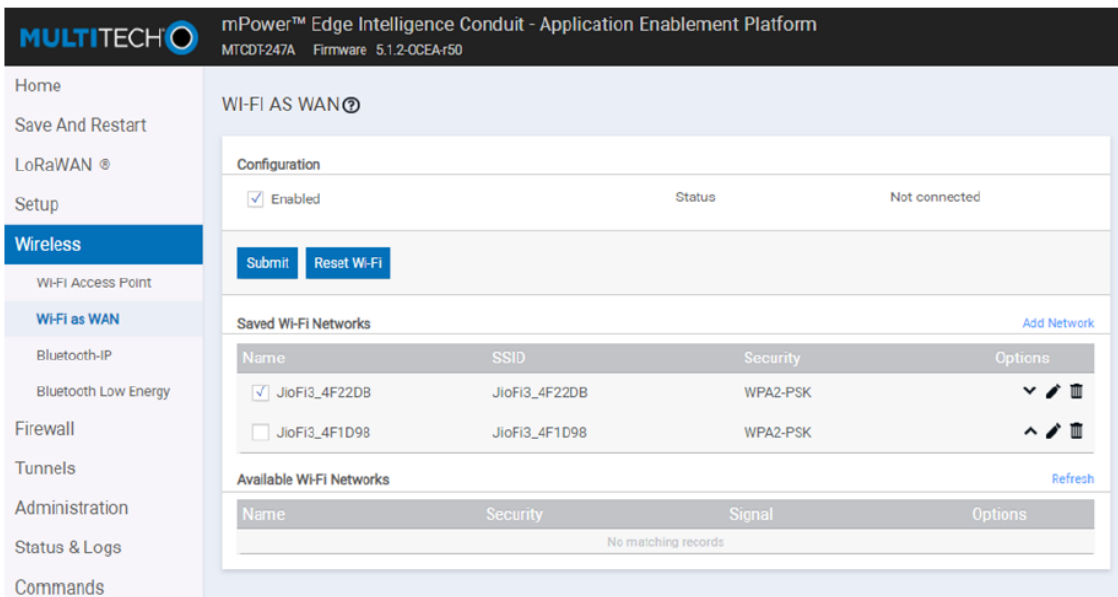 MULTITECH
mPower™ Edge Intelligence Conduit - Application Enablement Platform
MTCDT-247A Firmware 5.1.2-OCEA-r50
Home
Save And Restart
LoRaWAN ®
Setup
Wireless
Wi-Fi Access Point
Wi-Fi as WAN
Bluetooth-IP
Bluetooth Low Energy
Firewall
Tunnels
Administration
Status & Logs
Commands
WI-FI AS WAN?
Configuration
Enabled Status Not connected
Submit Reset Wi-Fi
Saved Wi-Fi Networks Add Network
Name SSID Security Options
JioFi3_4F22DB JioFi3_4F22DB WPA2-PSK
JioFi3_4F1D98 JioFi3_4F1D98 WPA2-PSK
Available Wi-Fi Networks Refresh
Name Security Signal Options
No matching records